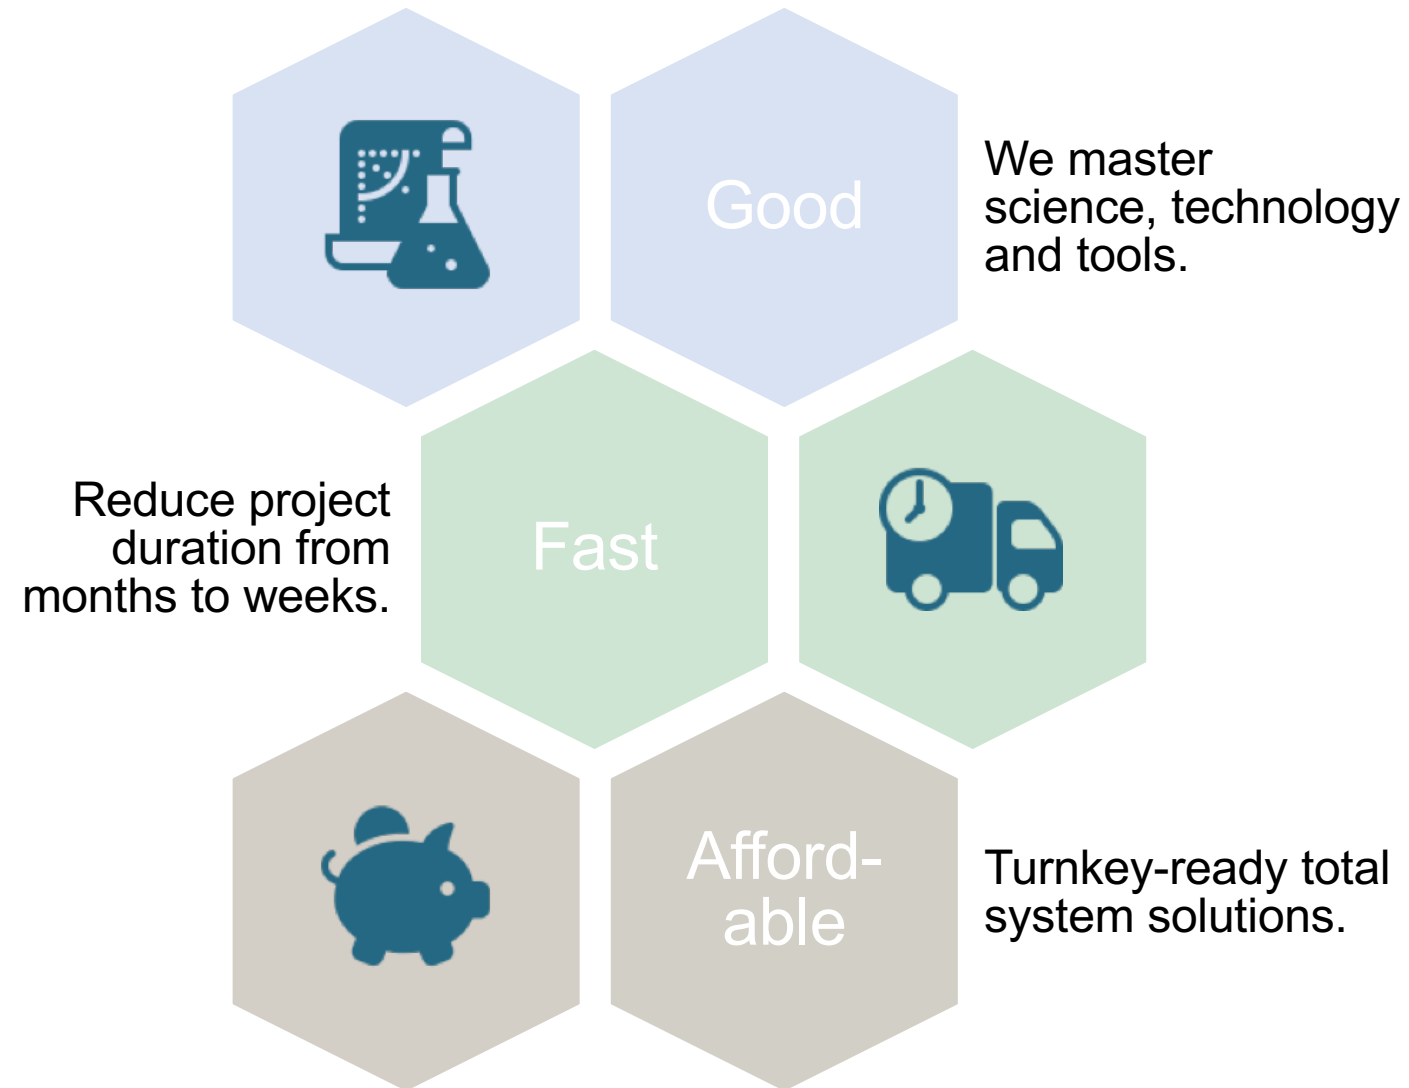 Good
We master
science, technology
and tools.
Reduce project
duration from
months to weeks.
Fast
Afford-
able
Turnkey-ready total
system solutions.